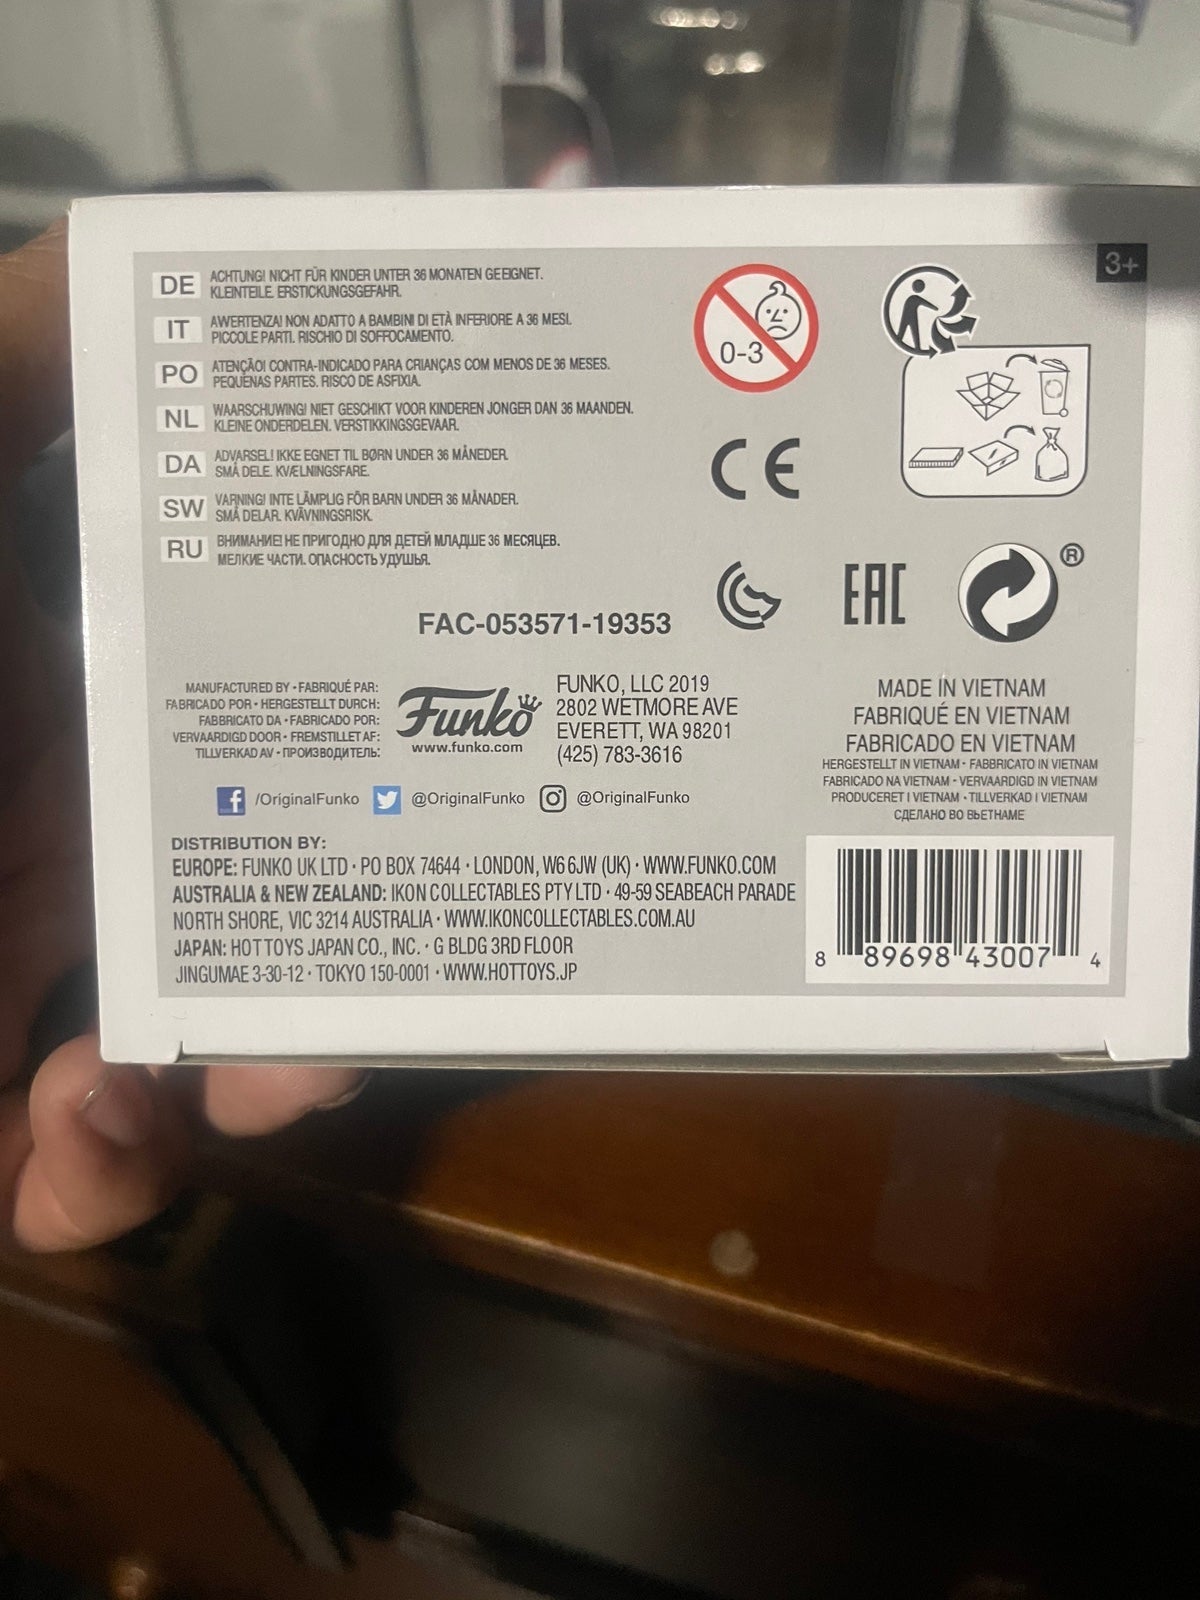 3+
DE ACHTUNG! NICHT FÜR KINDER UNTER 36 MONATEN GEEIGNET.
KLEINTEILE. ERSTICKUNGSGEFAHR.
IT AWERTENZA! NON ADATTO A BAMBINI DI ETÀ INFERIORE A 36 MESI.
PICCOLE PARTI. RISCHIO DI SOFFOCAMENTO.
PO ATENÇÃO! CONTRA-INDICADO PARA CRIANÇAS COM MENOS DE 36 MESES.
PEQUENAS PARTES. RISCO DE ASFIXIA.
NL WAARSCHUWING! NIET GESCHIKT VOOR KINDEREN JONGER DAN 36 MAANDEN.
KLEINE ONDERDELEN. VERSTIKKINGSGEVAAR.
DA ADVARSEL! IKKE EGNET TIL BØRN UNDER 36 MÅNEDER.
SMÅ DELE. KVÆLNINGSFARE.
SW VARNING! INTE LÄMPLIG FÖR BARN UNDER 36 MÅNADER.
SMÅ DELAR. KVÄVNINGSRISK.
RU ВНИМАНИЕ! НЕ ПРИГОДНО ДЛЯ ДЕТЕЙ МЛАДШЕ 36 МЕСЯЦЕВ.
МЕЛКИЕ ЧАСТИ. ОПАСНОСТЬ УДУШЬЯ.
0-3
CE
EAC
®
FAC-053571-19353
MANUFACTURED BY • FABRIQUÉ PAR:
FABRICADO POR • HERGESTELLT DURCH:
FABBRICATO DA • FABRICADO POR:
VERVAARDIGD DOOR • FREMSTILLET AF:
TILLVERKAD AV • ПРОИЗВОДИТЕЛЬ:
Funko
www.funko.com
FUNKO, LLC 2019
2802 WETMORE AVE
EVERETT, WA 98201
(425) 783-3616
MADE IN VIETNAM
FABRIQUÉ EN VIETNAM
FABRICADO EN VIETNAM
HERGESTELLT IN VIETNAM • FABBRICATO IN VIETNAM
FABRICADO NA VIETNAM • VERVAARDIGD IN VIETNAM
PRODUCERET I VIETNAM • TILLVERKAD I VIETNAM
СДЕЛАНО ВО ВЬЕТНАМЕ
/OriginalFunko @OriginalFunko @OriginalFunko
DISTRIBUTION BY:
EUROPE: FUNKO UK LTD • PO BOX 74644 • LONDON, W6 6JW (UK) • WWW.FUNKO.COM
AUSTRALIA & NEW ZEALAND: IKON COLLECTABLES PTY LTD • 49-59 SEABEACH PARADE
NORTH SHORE, VIC 3214 AUSTRALIA • WWW.IKONCOLLECTABLES.COM.AU
JAPAN: HOT TOYS JAPAN CO., INC. • G BLDG 3RD FLOOR
JINGUMAE 3-30-12 • TOKYO 150-0001 • WWW.HOTTOYS.JP
8 89698 43007 4